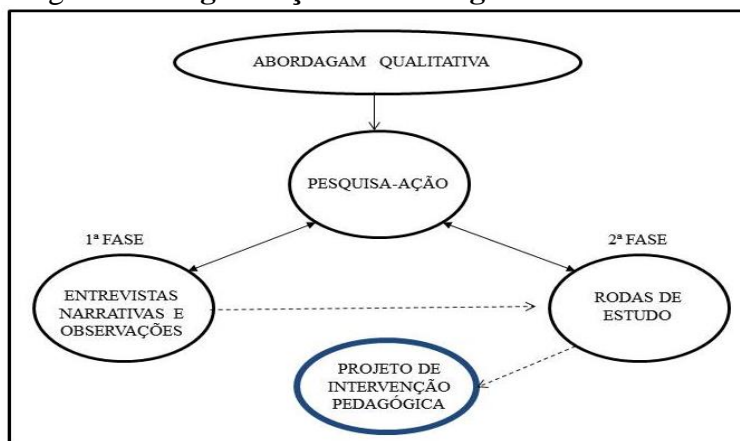 ABORDAGAM QUALITATIVA
PESQUISA-AÇÃO
1ª FASE
2ª FASE
ENTREVISTAS
NARRATIVAS E
OBSERVAÇÕES
RODAS DE
ESTUDO
PROJETO DE
INTERVENÇÃO
PEDAGÓGICA